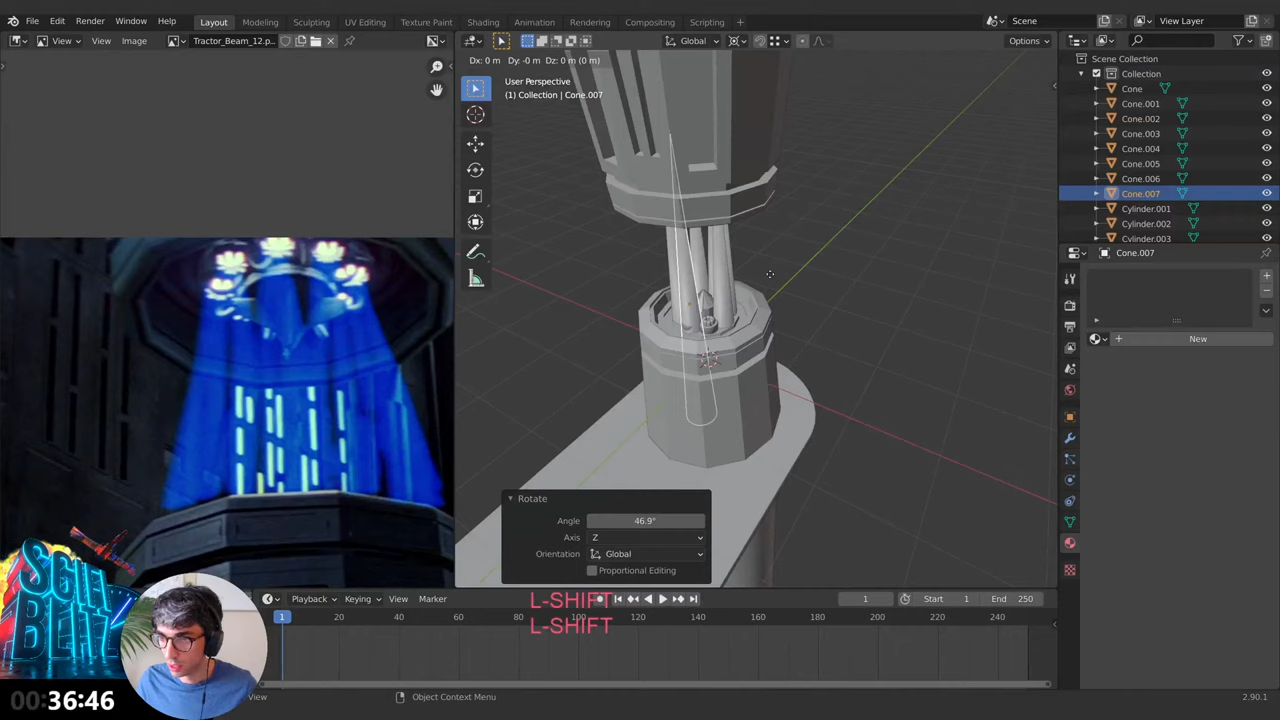 File Edit Render Window Help
Layout Modeling Sculpting UV Editing Texture Paint Shading Animation Rendering Compositing Scripting +
Scene
View Layer
View View Image Tractor_Beam_12.p...
Global
Options
Dx: 0 m Dy: -0 m Dz: 0 m (0 m)
User Perspective
(1) Collection | Cone.007
Scene Collection
Collection
Cone
Cone.001
Cone.002
Cone.003
Cone.004
Cone.005
Cone.006
Cone.007
Cylinder.001
Cylinder.002
Cylinder.003
Cone.007
New
Rotate
Angle 46.9°
Axis Z
Orientation Global
Proportional Editing
L-SHIFT
L-SHIFT
Playback Keying View Marker
1 Start 1 End 250
1 20 40 60 80 100 120 140 160 180 200 220 240
SCIFI
BLITZ
00:36:46
View
Object Context Menu
2.90.1